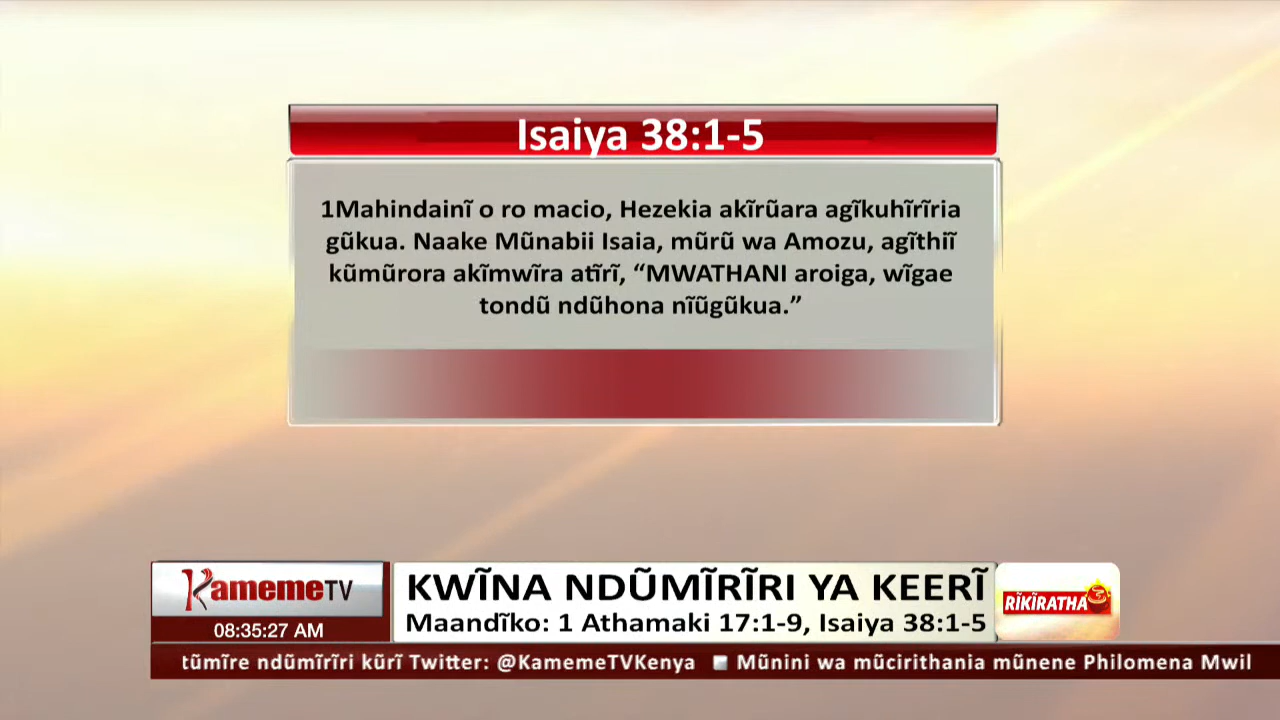 Isaiya 38:1-5
1Mahindainĩ o ro macio, Hezekia akĩrũara agĩkuhĩrĩria
gũkua. Naake Mũnabii Isaia, mũrũ wa Amozu, agĩthiĩ
kũmũrora akĩmwĩra atĩrĩ, “MWATHANI aroiga, wĩgae
tondũ ndũhona nĩũgũkua.”
KamemeTV
08:35:27 AM
KWĨNA NDŨMĨRĨRI YA KEERĨ
Maandĩko: 1 Athamaki 17:1-9, Isaiya 38:1-5
RĨKĨRATHA
tũmĩre ndũmĩrĩri kũrĩ Twitter: @KamemeTVKenya Mũnini wa mũcirithania mũnene Philomena Mwil